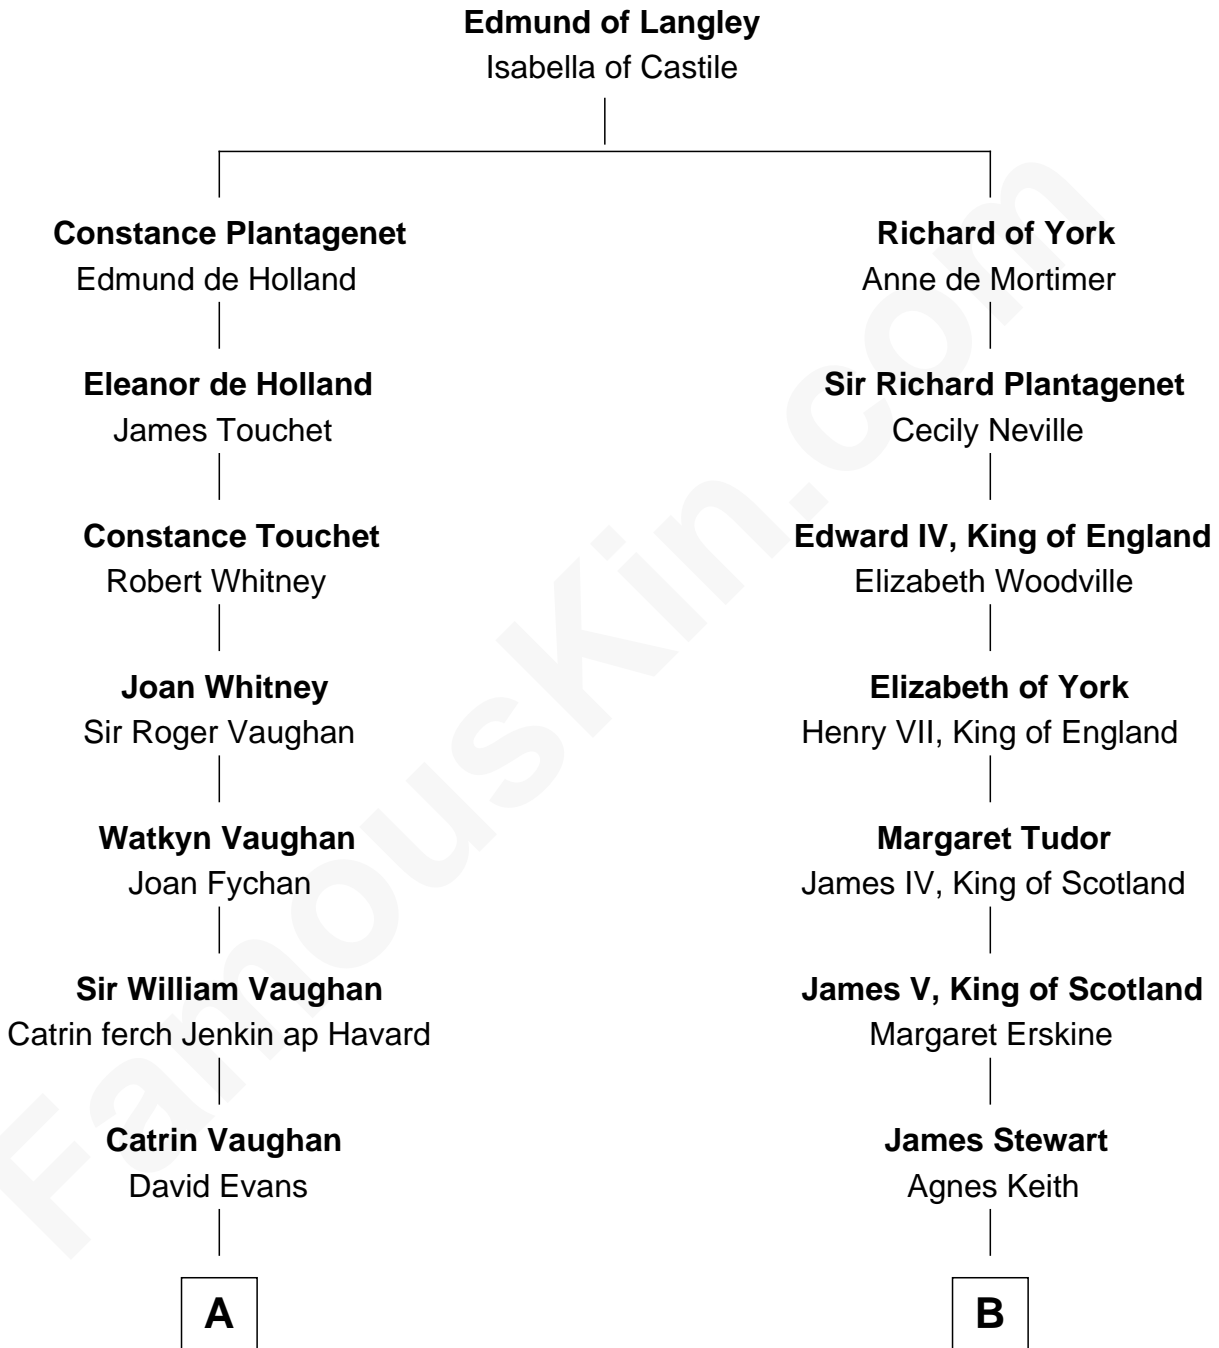 Edmund of Langley
Isabella of Castile
Constance Plantagenet
Edmund de Holland
Eleanor de Holland
James Touchet
Constance Touchet
Robert Whitney
Joan Whitney
Sir Roger Vaughan
Watkyn Vaughan
Joan Fychan
Sir William Vaughan
Catrin ferch Jenkin ap Havard
Catrin Vaughan
David Evans
A
Richard of York
Anne de Mortimer
Sir Richard Plantagenet
Cecily Neville
Edward IV, King of England
Elizabeth Woodville
Elizabeth of York
Henry VII, King of England
Margaret Tudor
James IV, King of Scotland
James V, King of Scotland
Margaret Erskine
James Stewart
Agnes Keith
B
FamousKin.com